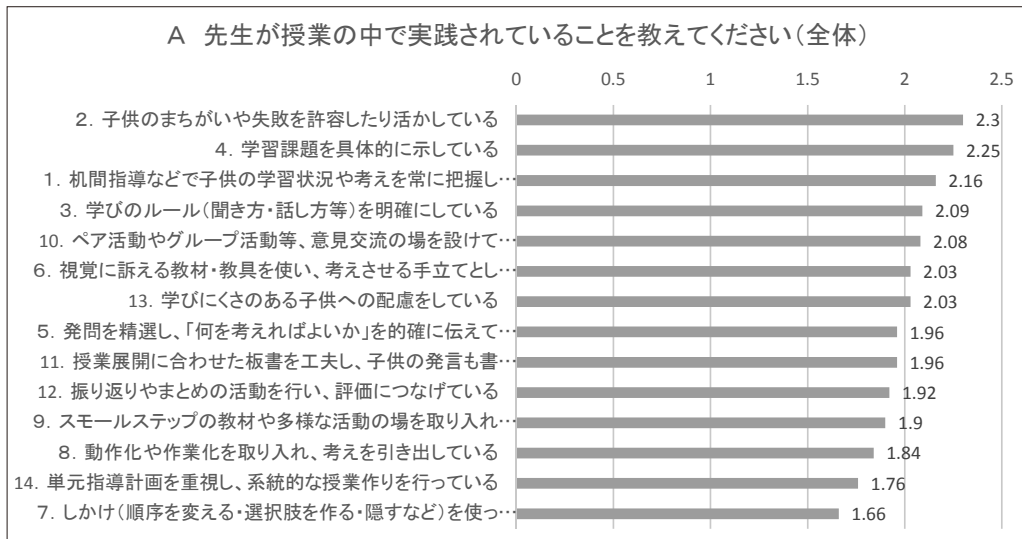 A 先生が授業の中で実践されていることを教えてください(全体)
0 0.5 1 1.5 2 2.5
2. 子供のまちがいや失敗を許容したり活かしている 2.3
4. 学習課題を具体的に示している 2.25
1. 机間指導などで子供の学習状況や考えを常に把握し… 2.16
3. 学びのルール(聞き方・話し方等)を明確にしている 2.09
10. ペア活動やグループ活動等、意見交流の場を設けて… 2.08
6. 視覚に訴える教材・教具を使い、考えさせる手立てとし… 2.03
13. 学びにくさのある子供への配慮をしている 2.03
5. 発問を精選し、「何を考えればよいか」を的確に伝えて… 1.96
11. 授業展開に合わせた板書を工夫し、子供の発言も書… 1.96
12. 振り返りやまとめの活動を行い、評価につなげている 1.92
9. スモールステップの教材や多様な活動の場を取り入れ… 1.9
8. 動作化や作業化を取り入れ、考えを引き出している 1.84
14. 単元指導計画を重視し、系統的な授業作りを行っている 1.76
7. しかけ(順序を変える・選択肢を作る・隠すなど)を使っ… 1.66